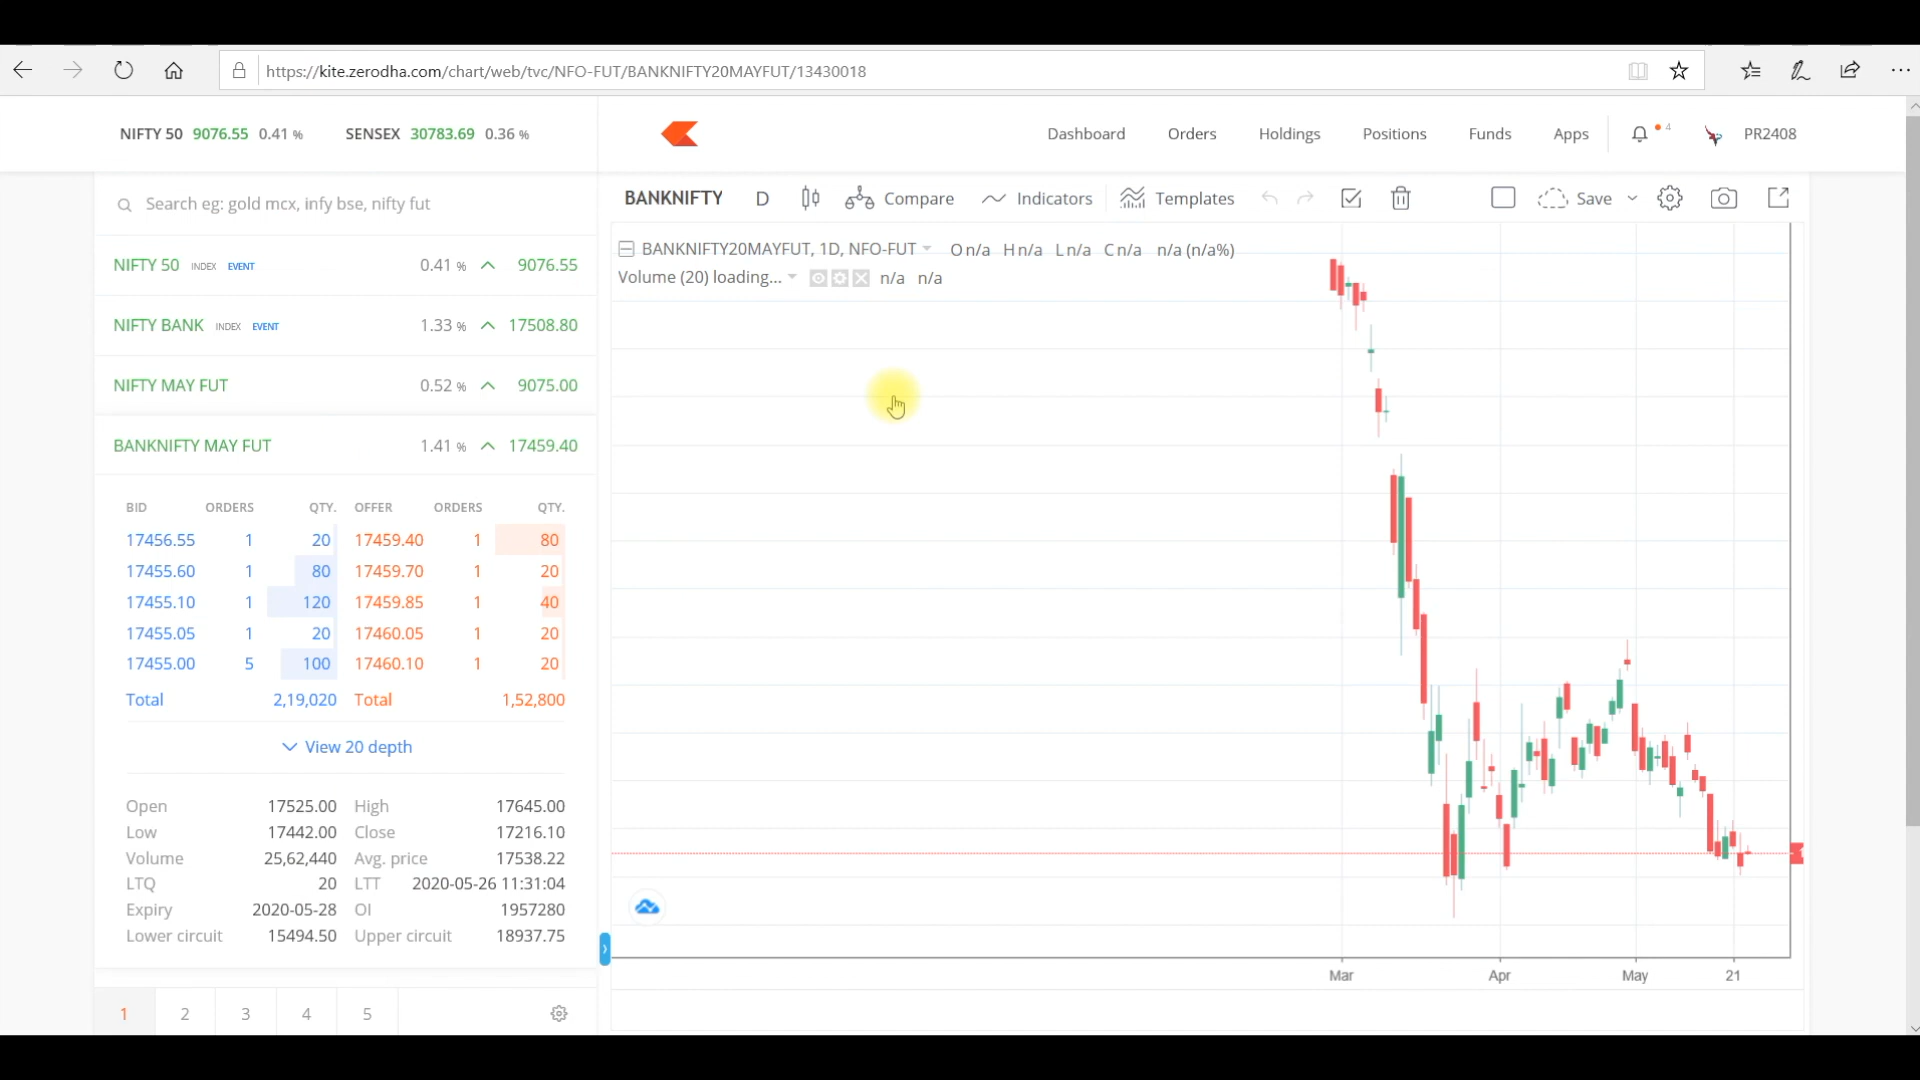 https://kite.zerodha.com/chart/web/tvc/NFO-FUT/BANKNIFTY20MAYFUT/13430018
NIFTY 50 9076.55 0.41 % SENSEX 30783.69 0.36 %
Dashboard Orders Holdings Positions Funds Apps 4 PR2408
Search eg: gold mcx, infy bse, nifty fut
BANKNIFTY D Compare Indicators Templates Save
NIFTY 50 INDEX EVENT 0.41 % 9076.55
BANKNIFTY20MAYFUT, 1D, NFO-FUT O n/a H n/a L n/a C n/a n/a (n/a%)
Volume (20) loading... n/a n/a
NIFTY BANK INDEX EVENT 1.33 % 17508.80
NIFTY MAY FUT 0.52 % 9075.00
BANKNIFTY MAY FUT 1.41 % 17459.40
BID ORDERS QTY. OFFER ORDERS QTY.
17456.55 1 20 17459.40 1 80
17455.60 1 80 17459.70 1 20
17455.10 1 120 17459.85 1 40
17455.05 1 20 17460.05 1 20
17455.00 5 100 17460.10 1 20
Total 2,19,020 Total 1,52,800
View 20 depth
Open 17525.00 High 17645.00
Low 17442.00 Close 17216.10
Volume 25,62,440 Avg. price 17538.22
LTQ 20 LTT 2020-05-26 11:31:04
Expiry 2020-05-28 OI 1957280
Lower circuit 15494.50 Upper circuit 18937.75
Mar Apr May 21
1 2 3 4 5